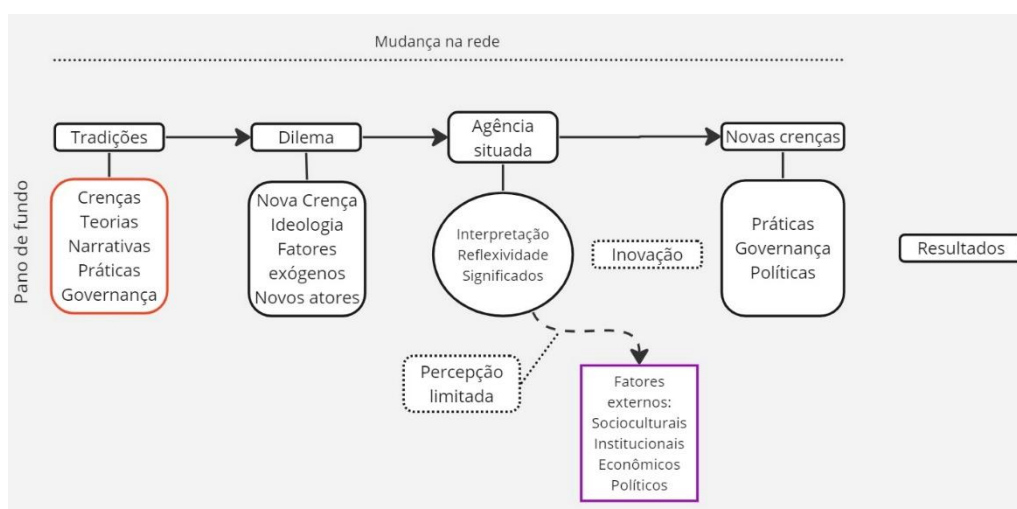 Mudança na rede
Pano de fundo
Tradições
Crenças
Teorias
Narrativas
Práticas
Governança
Dilema
Nova Crença
Ideologia
Fatores
exógenos
Novos atores
Agência
situada
Interpretação
Reflexividade
Significados
Percepção
limitada
Inovação
Fatores
externos:
Socioculturais
Institucionais
Econômicos
Políticos
Novas crenças
Práticas
Governança
Políticas
Resultados